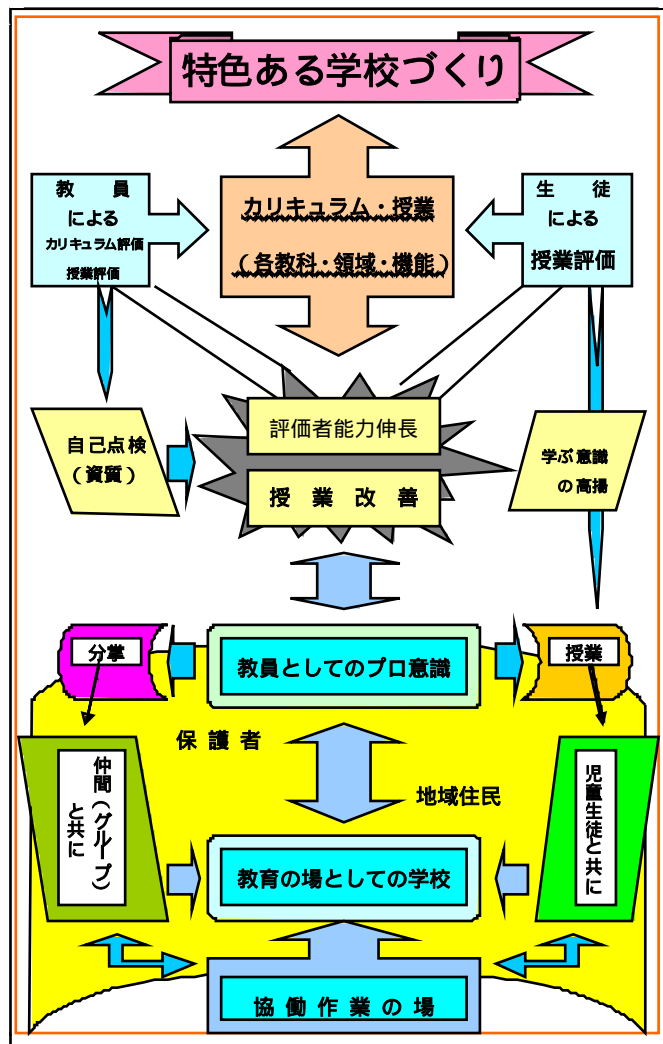 特色ある学校づくり
教　員
による
カリキュラム評価
授業評価
カリキュラム・授業
（各教科・領域・機能）
生　徒
による
授業評価
評価者能力伸長
授　業　改　善
自己点検
（資質）
学ぶ意識
の高揚
分掌
教員としてのプロ意識
授業
保 護 者
地域住民
仲間（グループ）
と共に
児童生徒と共に
教育の場としての学校
協 働 作 業 の 場